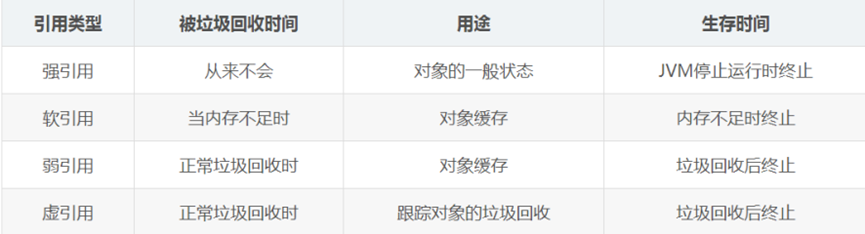 引用类型 被垃圾回收时间 用途 生存时间
强引用 从来不会 对象的一般状态 JVM停止运行时终止
软引用 当内存不足时 对象缓存 内存不足时终止
弱引用 正常垃圾回收时 对象缓存 垃圾回收后终止
虚引用 正常垃圾回收时 跟踪对象的垃圾回收 垃圾回收后终止